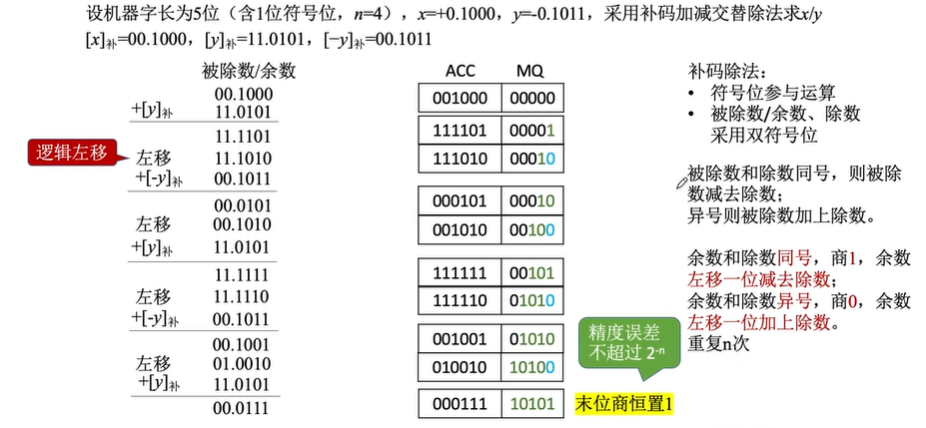 设机器字长为5位（含1位符号位，n=4），x=+0.1000，y=-0.1011，采用补码加减交替除法求x/y
[x]补=00.1000，[y]补=11.0101，[−y]补=00.1011
被除数/余数
00.1000
+[y]补 11.0101
11.1101
逻辑左移
左移 11.1010
+[-y]补 00.1011
00.0101
左移 00.1010
+[y]补 11.0101
11.1111
左移 11.1110
+[-y]补 00.1011
00.1001
左移 01.0010
+[y]补 11.0101
00.0111
ACC MQ
001000 00000
111101 00001
111010 00010
000101 00010
001010 00100
111111 00101
111110 01010
001001 01010
010010 10100
000111 10101
末位商恒置1
精度误差
不超过 2-n
补码除法：
• 符号位参与运算
• 被除数/余数、除数
采用双符号位
被除数和除数同号，则被除
数减去除数；
异号则被除数加上除数。
余数和除数同号，商1，余数
左移一位减去除数；
余数和除数异号，商0，余数
左移一位加上除数。
重复n次